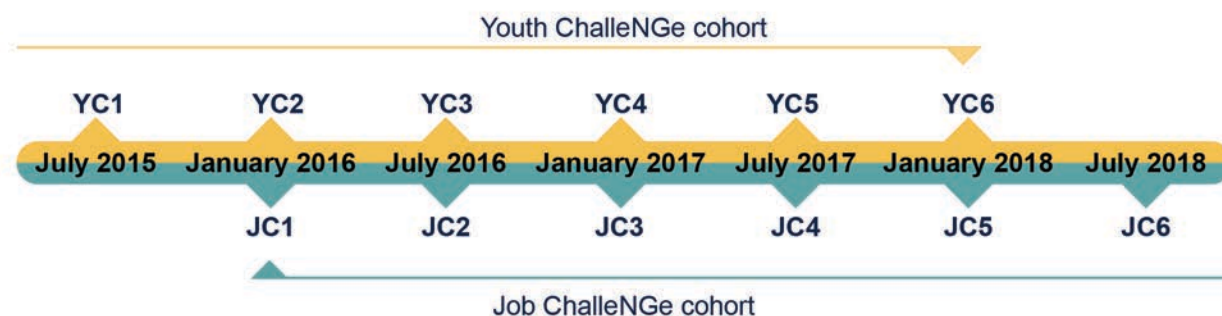 Youth ChalleNGe cohort
YC1 YC2 YC3 YC4 YC5 YC6
July 2015 January 2016 July 2016 January 2017 July 2017 January 2018 July 2018
JC1 JC2 JC3 JC4 JC5 JC6
Job ChalleNGe cohort